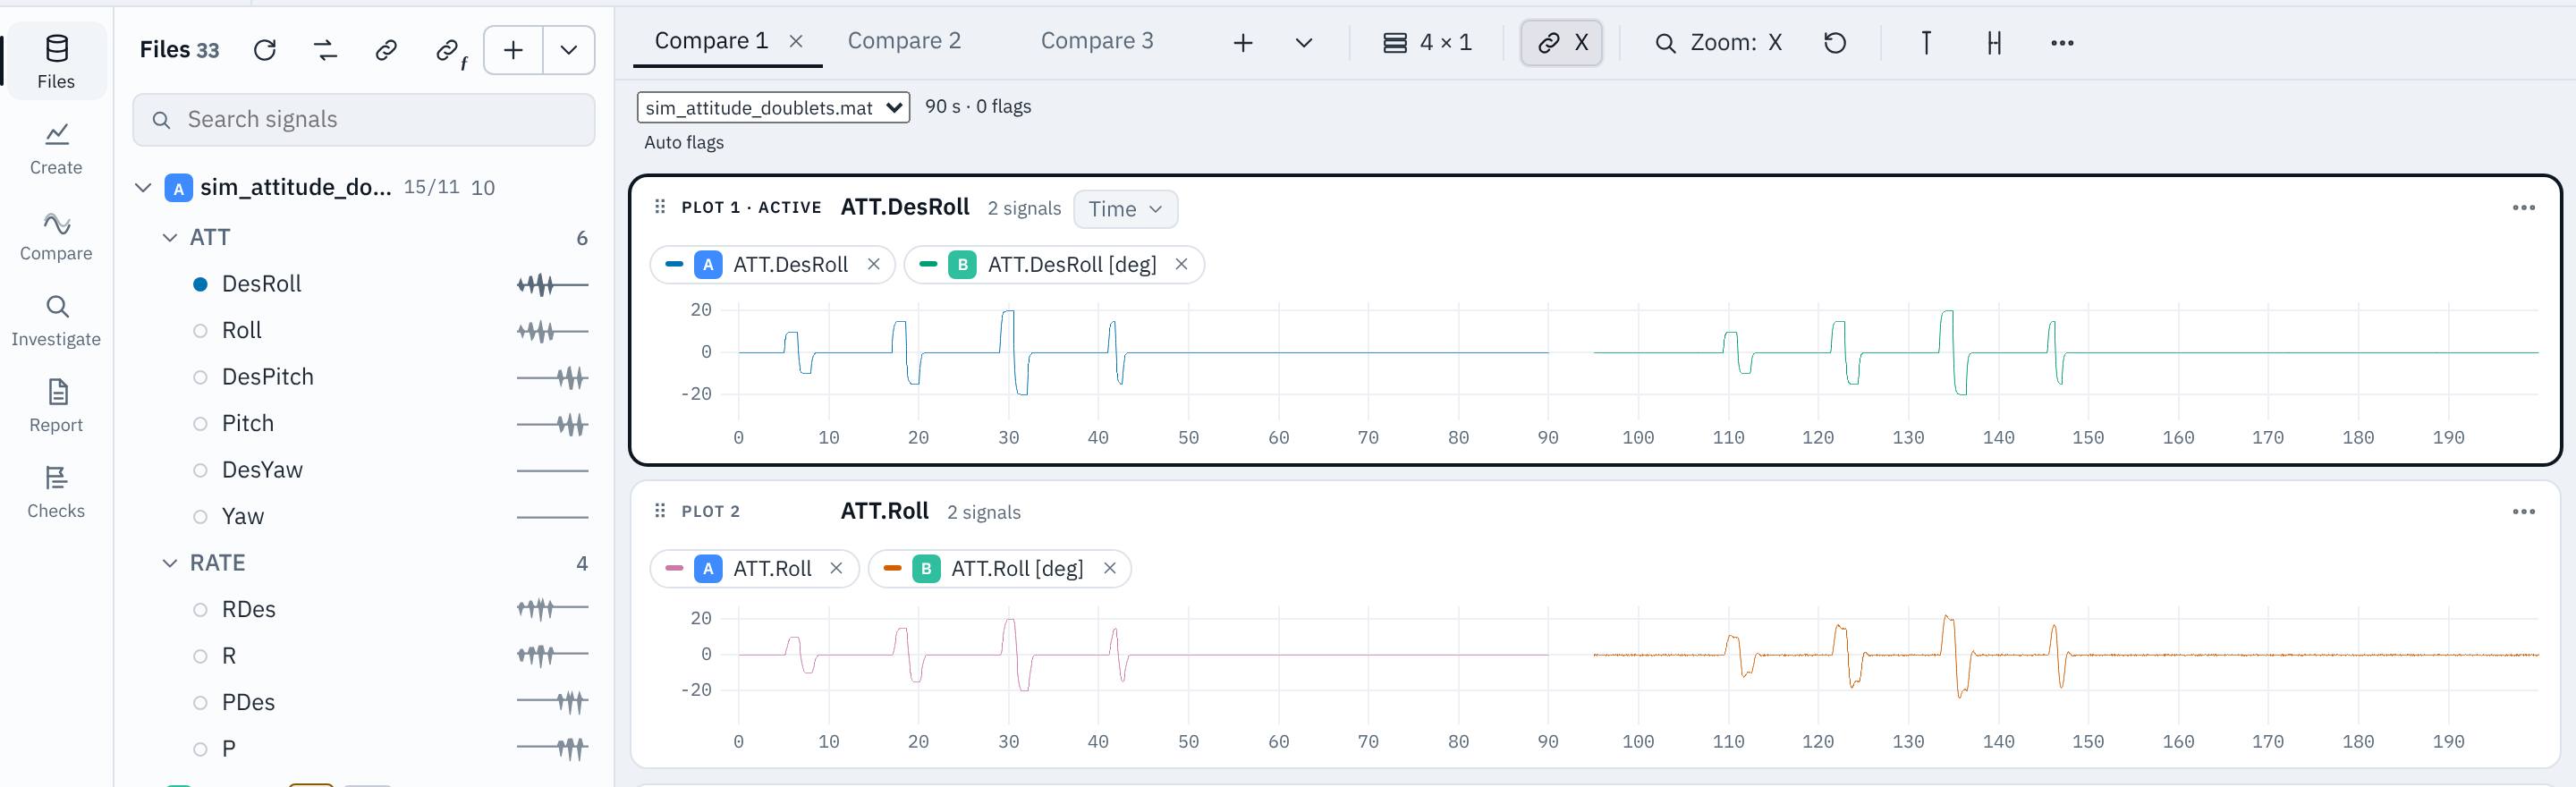 Files
Create
Compare
Investigate
Report
Checks
Files 33
f
Search signals
A sim_attitude_do... 15/11 10
ATT 6
DesRoll
Roll
DesPitch
Pitch
DesYaw
Yaw
RATE 4
RDes
R
PDes
P
Compare 1 Compare 2 Compare 3 4 × 1 X Zoom: X
sim_attitude_doublets.mat 90 s · 0 flags
Auto flags
PLOT 1 · ACTIVE ATT.DesRoll 2 signals Time
A ATT.DesRoll B ATT.DesRoll [deg]
20
0
-20
0 10 20 30 40 50 60 70 80 90 100 110 120 130 140 150 160 170 180 190
PLOT 2 ATT.Roll 2 signals
A ATT.Roll B ATT.Roll [deg]
20
0
-20
0 10 20 30 40 50 60 70 80 90 100 110 120 130 140 150 160 170 180 190